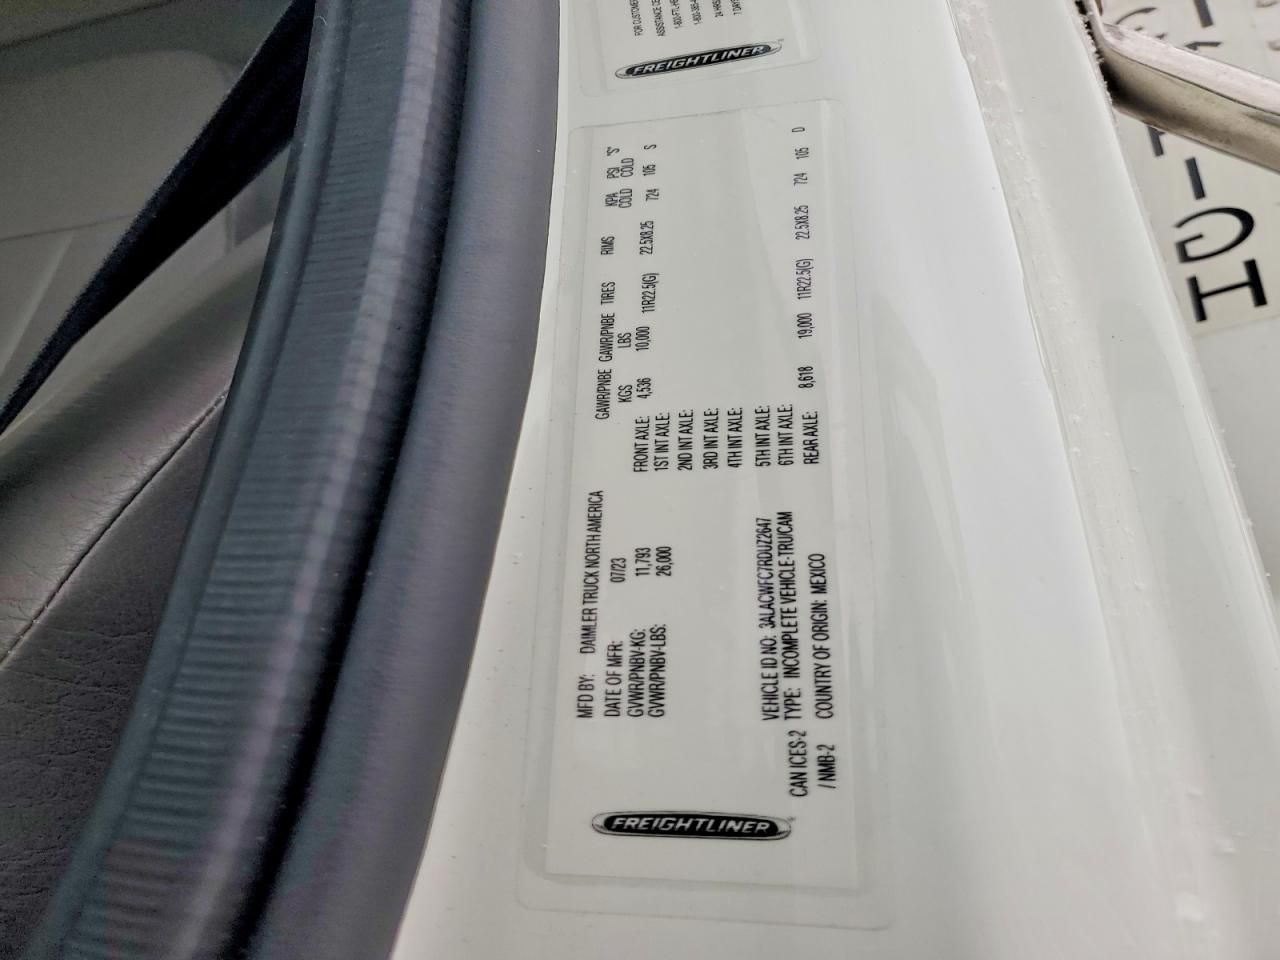 FOR CUSTOMER
FREIGHTLINER
FREIGHTLINER
MFD BY: DAIMLER TRUCK NORTH AMERICA
DATE OF MFR: 07/23
GVWR/PNBV-KG: 11,793
GVWR/PNBV-LBS: 26,000
GAWR/PNBE GAWR/PNBE TIRES RIMS KPA PSI "S"
KGS LBS COLD COLD
FRONT AXLE: 4,536 10,000 11R22.5(G) 22.5X8.25 724 105 S
1ST INT AXLE:
2ND INT AXLE:
3RD INT AXLE:
4TH INT AXLE:
5TH INT AXLE:
6TH INT AXLE:
REAR AXLE: 8,618 19,000 11R22.5(G) 22.5X8.25 724 105 D
VEHICLE ID NO: 3ALACWFC7RDUZ2647
CAN ICES-2 TYPE: INCOMPLETE VEHICLE-TRUCAM
/ NMB-2 COUNTRY OF ORIGIN: MEXICO